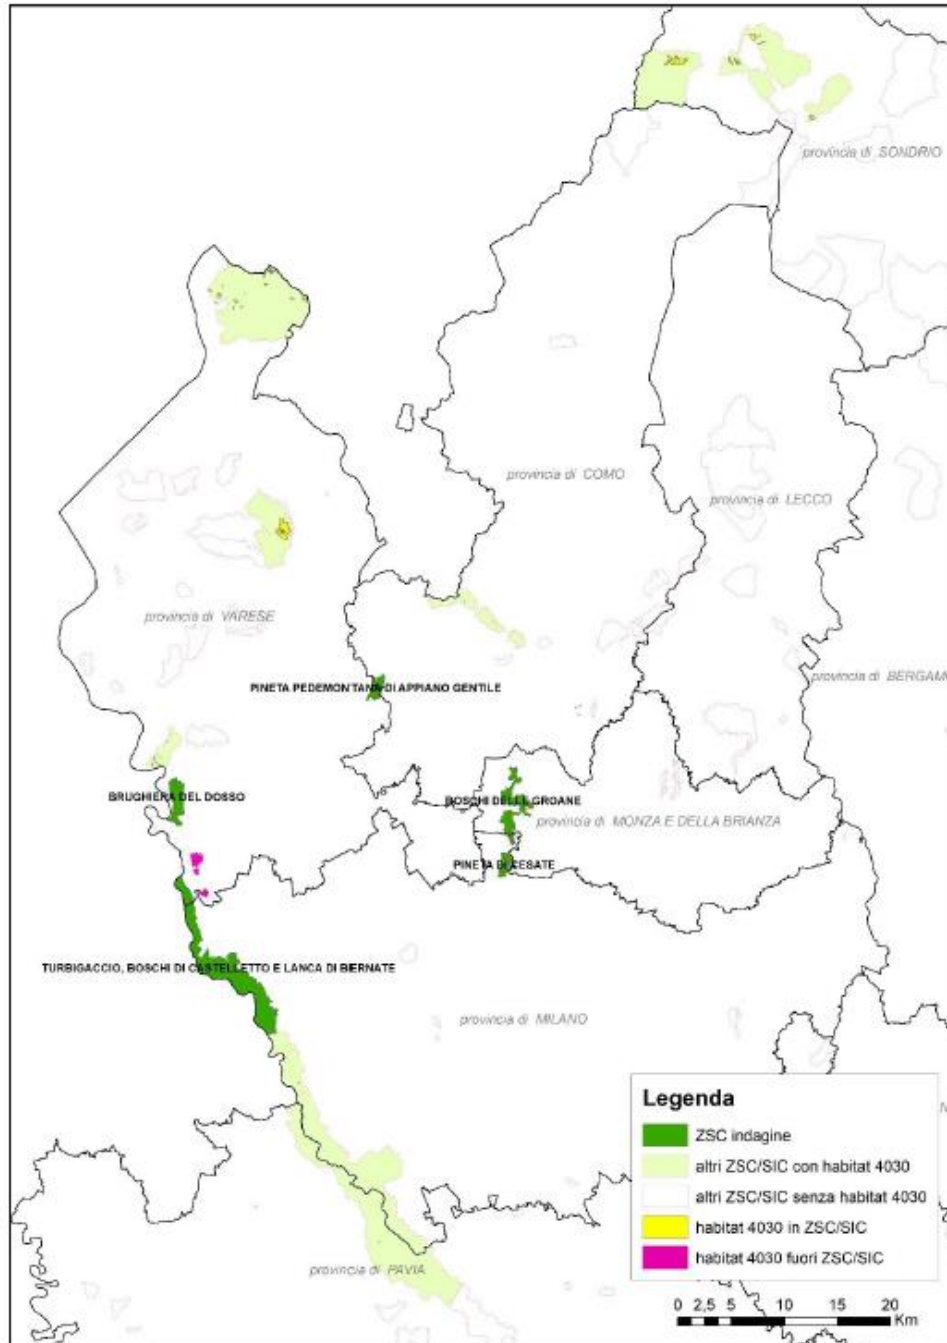 provincia di SONDRIO
provincia di COMO
provincia di LECCO
provincia di VARESE
provincia di BERGAM
PINETA PEDEMONTANA DI APPIANO GENTILE
BRUGHIERA DEL DOSSO
BOSCHI DELLE GROANE
provincia di MONZA E DELLA BRIANZA
PINETA DI CESATE
TURBIGACCIO, BOSCHI DI CASTELLETTO E LANCA DI BERNATE
provincia di MILANO
provincia di PAVIA
Legenda
ZSC indagine
altri ZSC/SIC con habitat 4030
altri ZSC/SIC senza habitat 4030
habitat 4030 in ZSC/SIC
habitat 4030 fuori ZSC/SIC
0 2,5 5 10 15 20
Km